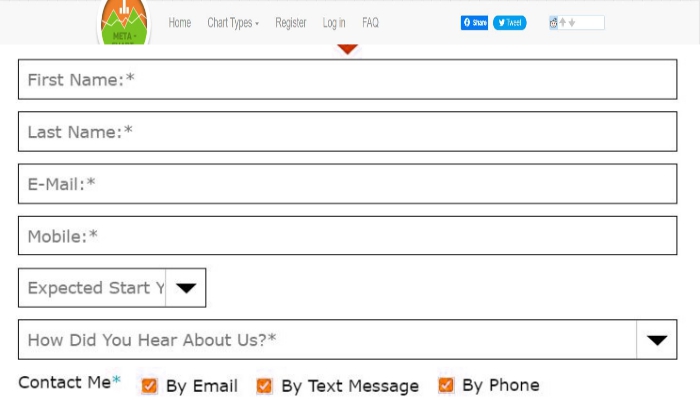 META -
Home Chart Types Register Log in FAQ Share Tweet
First Name:*
Last Name:*
E-Mail:*
Mobile:*
Expected Start Y
How Did You Hear About Us?*
Contact Me* By Email By Text Message By Phone